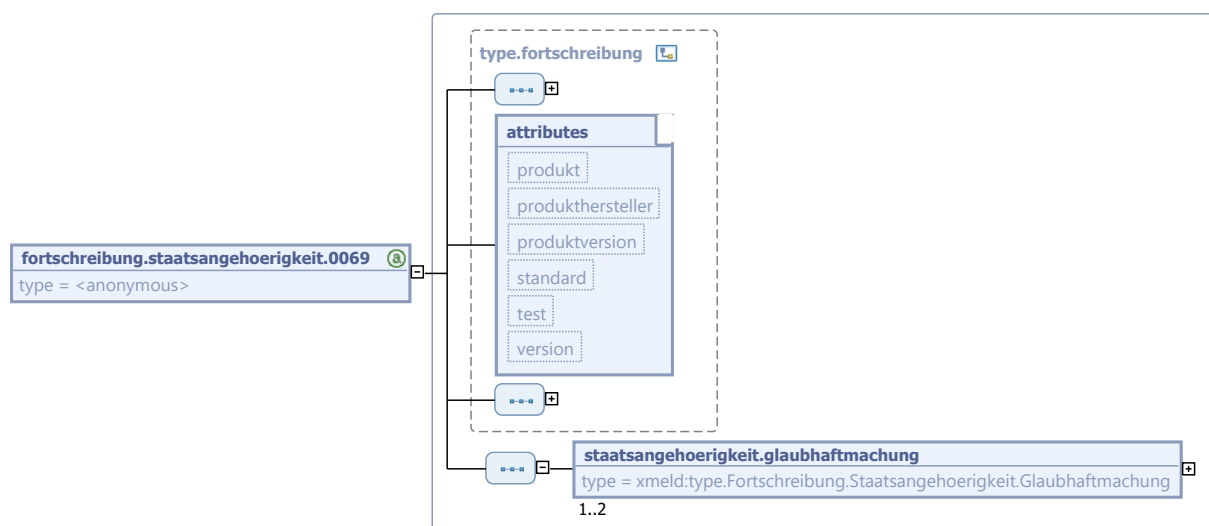 type.fortschreibung
attributes
produkt
produkthersteller
produktversion
fortschreibung.staatsangehoerigkeit.0069 a
type = <anonymous>
standard
test
version
staatsangehoerigkeit.glaubhaftmachung
type = xmeld:type.Fortschreibung.Staatsangehoerigkeit.Glaubhaftmachung
1..2